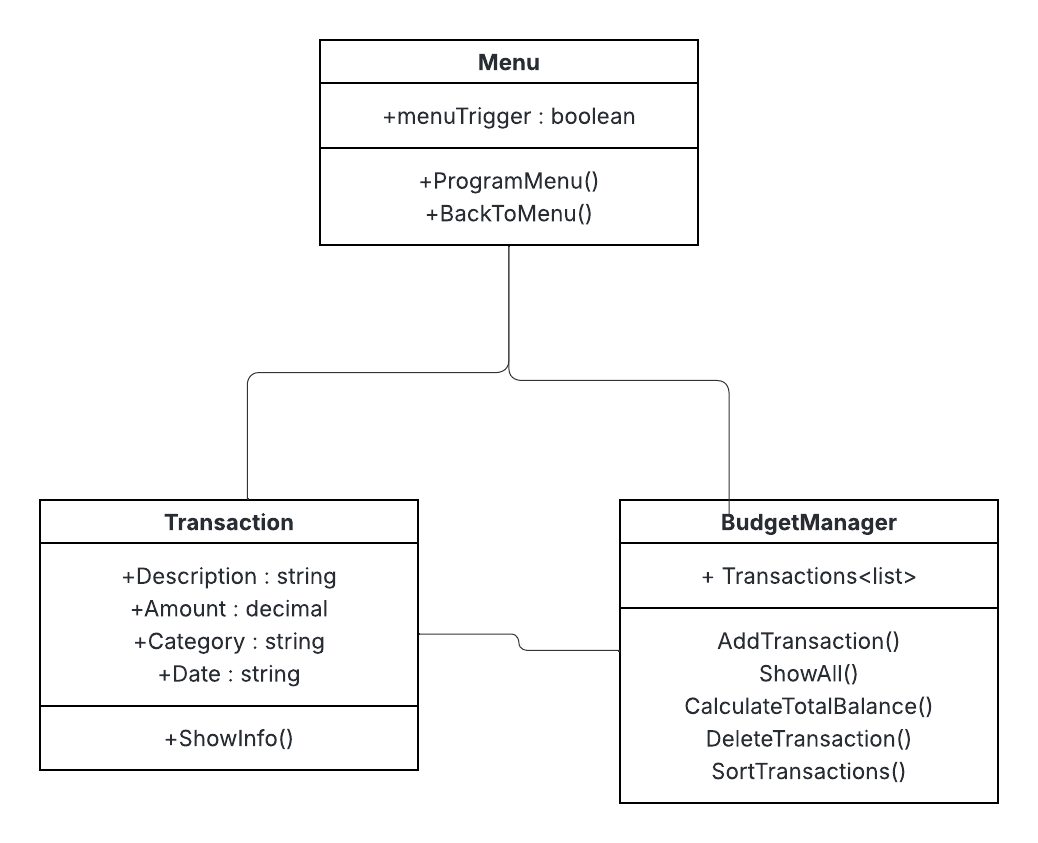 Menu
+menuTrigger : boolean
+ProgramMenu()
+BackToMenu()
Transaction
+Description : string
+Amount : decimal
+Category : string
+Date : string
+ShowInfo()
BudgetManager
+ Transactions<list>
AddTransaction()
ShowAll()
CalculateTotalBalance()
DeleteTransaction()
SortTransactions()